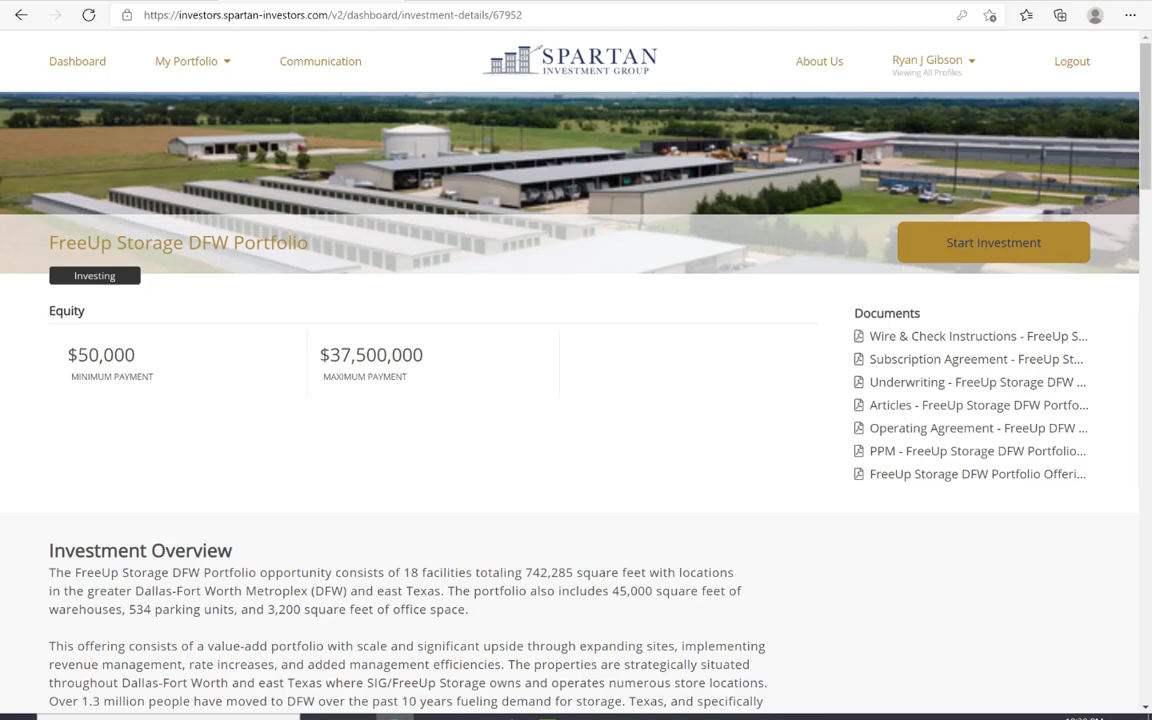 https://investors.spartan-investors.com/v2/dashboard/investment-details/67952
Dashboard
My Portfolio
Communication
SPARTAN
INVESTMENT GROUP
About Us
Ryan J Gibson
Viewing All Profiles
Logout
FreeUp Storage DFW Portfolio
Start Investment
Investing
Equity
$50,000
MINIMUM PAYMENT
$37,500,000
MAXIMUM PAYMENT
Documents
Wire & Check Instructions - FreeUp S...
Subscription Agreement - FreeUp St...
Underwriting - FreeUp Storage DFW ...
Articles - FreeUp Storage DFW Portfo...
Operating Agreement - FreeUp DFW ...
PPM - FreeUp Storage DFW Portfolio...
FreeUp Storage DFW Portfolio Offeri...
Investment Overview
The FreeUp Storage DFW Portfolio opportunity consists of 18 facilities totaling 742,285 square feet with locations
in the greater Dallas-Fort Worth Metroplex (DFW) and east Texas. The portfolio also includes 45,000 square feet of
warehouses, 534 parking units, and 3,200 square feet of office space.
This offering consists of a value-add portfolio with scale and significant upside through expanding sites, implementing
revenue management, rate increases, and added management efficiencies. The properties are strategically situated
throughout Dallas-Fort Worth and east Texas where SIG/FreeUp Storage owns and operates numerous store locations.
Over 1.3 million people have moved to DFW over the past 10 years fueling demand for storage. Texas, and specifically